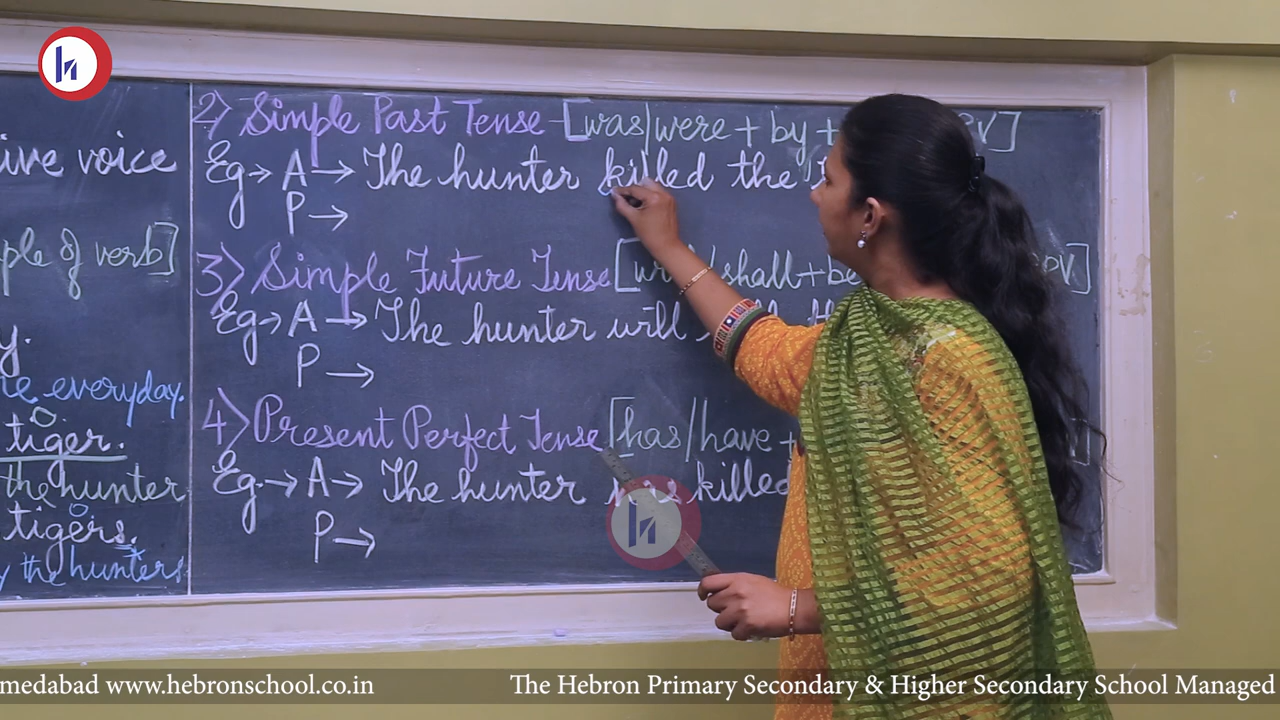 ive voice
ple of verb]
y.
re everyday.
tiger.
the hunter
tigers.
y the hunters
2) Simple Past Tense - [was/were + by + V]
Eg → A → The hunter killed the
P →
3) Simple Future Tense [will/shall + be V]
Eg → A → The hunter will
P →
4) Present Perfect Tense [has/have +
Eg. → A → The hunter has killed
P →
medabad www.hebronschool.co.in The Hebron Primary Secondary & Higher Secondary School Managed